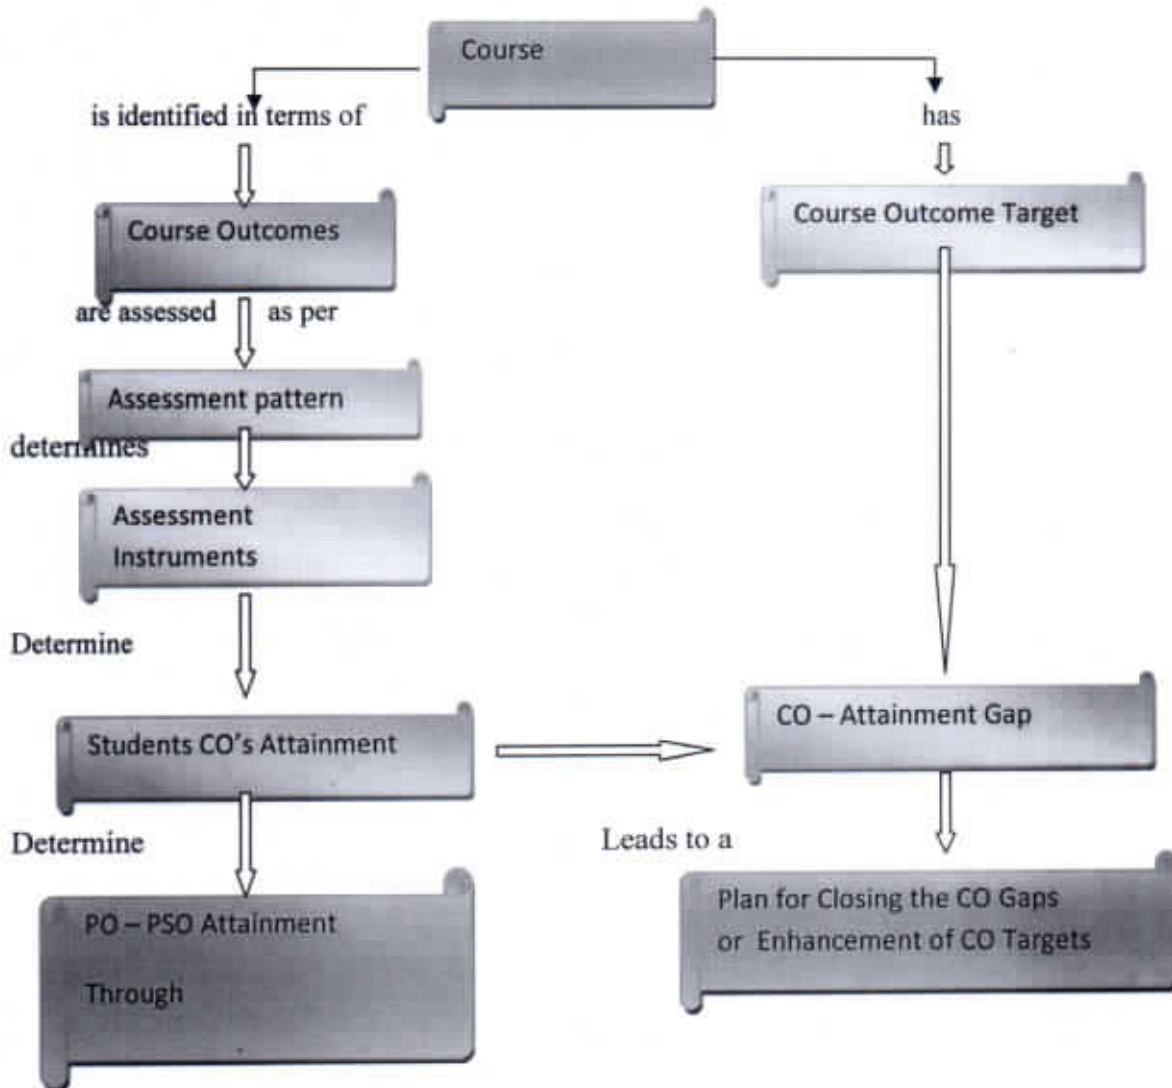 Course
is identified in terms of
has
Course Outcomes
Course Outcome Target
are assessed as per
Assessment pattern
determines
Assessment
Instruments
Determine
Students CO's Attainment
CO – Attainment Gap
Determine
Leads to a
PO – PSO Attainment
Through
Plan for Closing the CO Gaps
or Enhancement of CO Targets